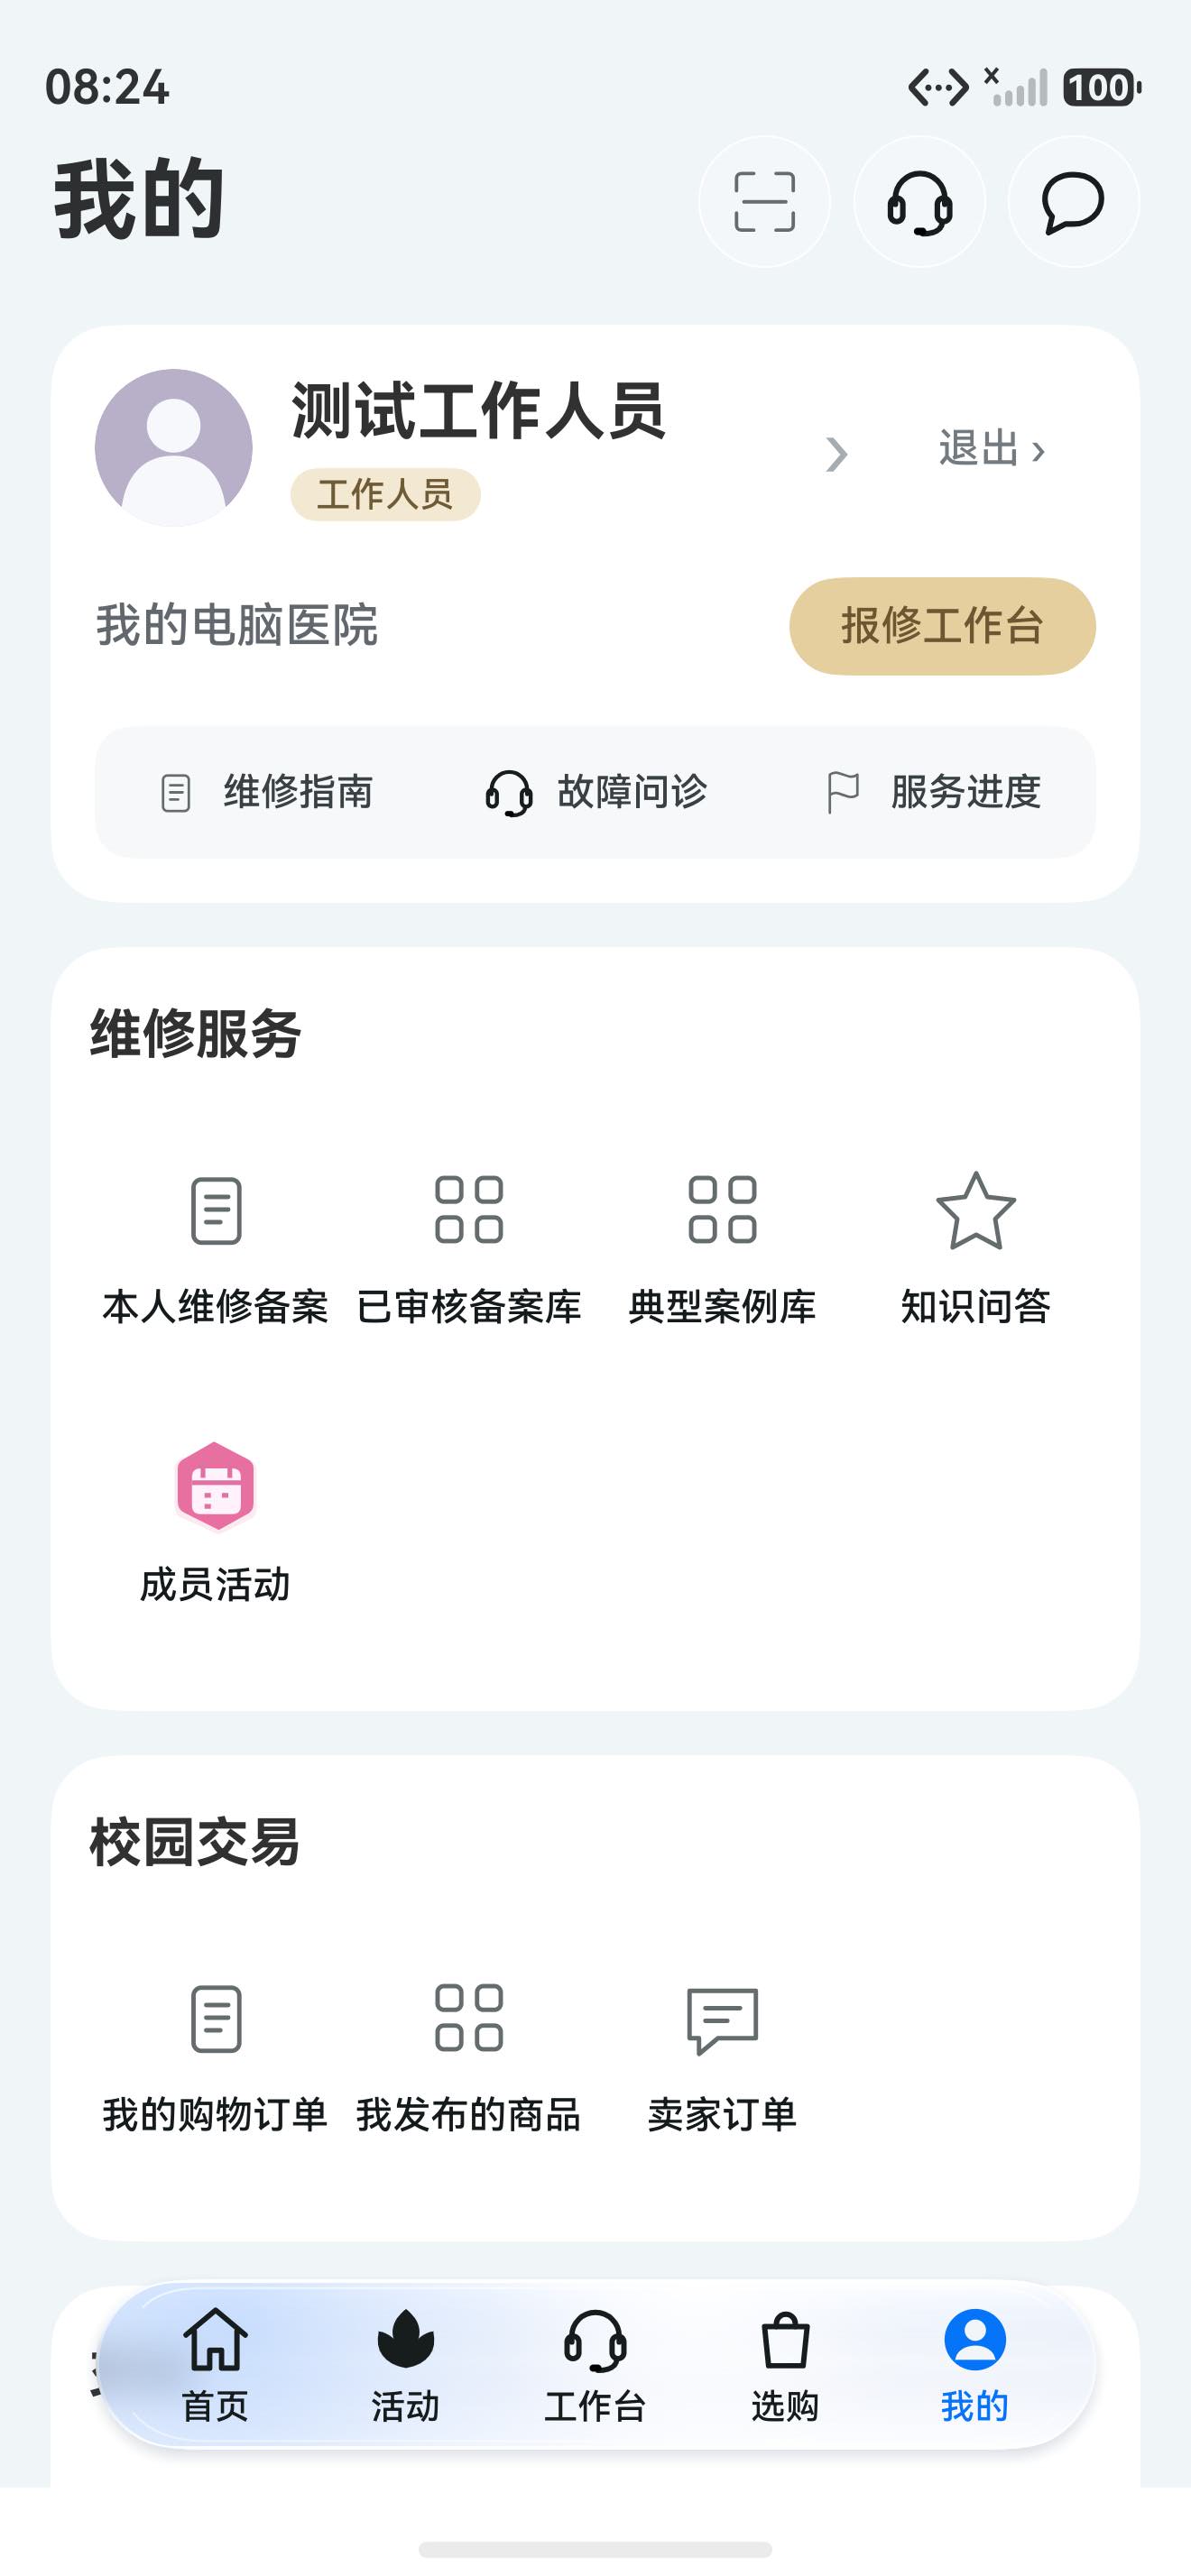 08:24
100
我的
测试工作人员
工作人员
退出 ›
我的电脑医院
报修工作台
维修指南
故障问诊
服务进度
维修服务
本人维修备案
已审核备案库
典型案例库
知识问答
成员活动
校园交易
我的购物订单
我发布的商品
卖家订单
首页
活动
工作台
选购
我的